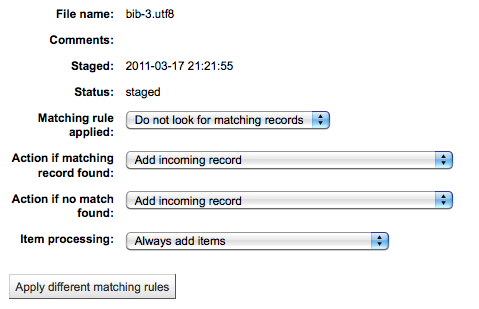 File name: bib-3.utf8
Comments:
Staged: 2011-03-17 21:21:55
Status: staged
Matching rule applied: Do not look for matching records
Action if matching record found: Add incoming record
Action if no match found: Add incoming record
Item processing: Always add items
Apply different matching rules